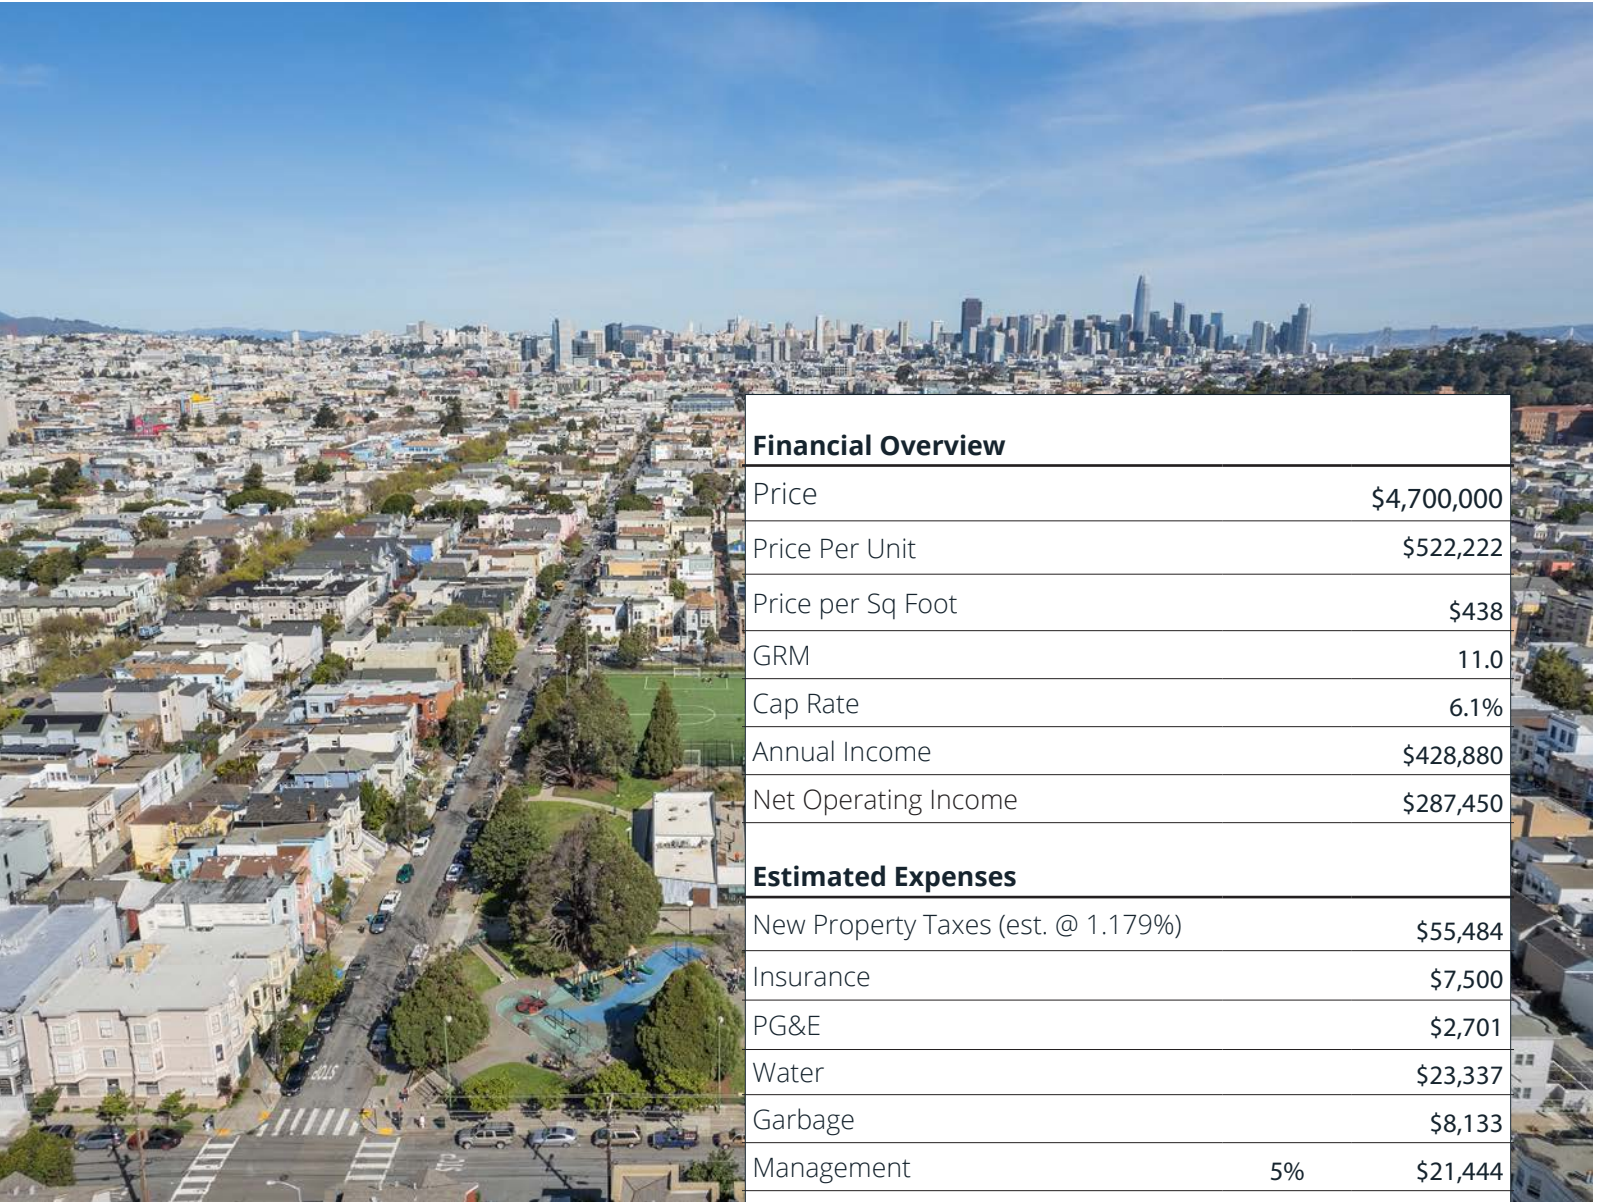 Financial Overview
Price $4,700,000
Price Per Unit $522,222
Price per Sq Foot $438
GRM 11.0
Cap Rate 6.1%
Annual Income $428,880
Net Operating Income $287,450
Estimated Expenses
New Property Taxes (est. @ 1.179%) $55,484
Insurance $7,500
PG&E $2,701
Water $23,337
Garbage $8,133
Management 5% $21,444
STOP
STOP